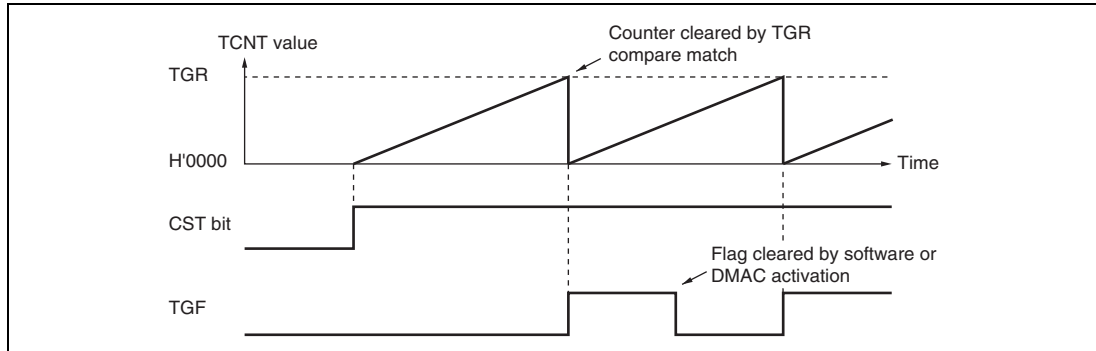 Counter cleared by TGR
compare match
TCNT value
TGR
H'0000
Time
CST bit
Flag cleared by software or
DMAC activation
TGF